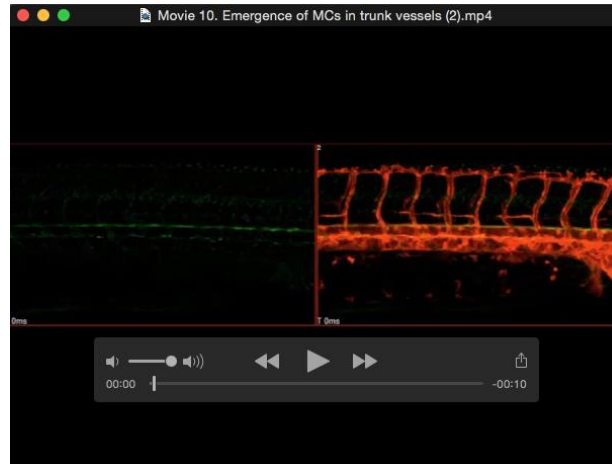 Movie 10. Emergence of MCs in trunk vessels (2).mp4
2
0ms
T 0ms
00:00
-00:10